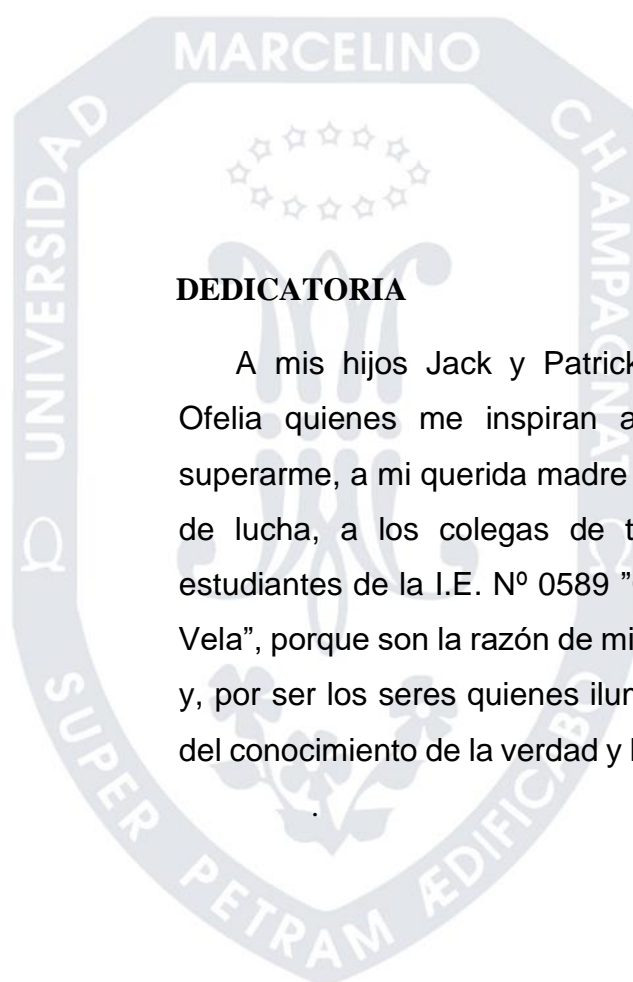 MARCELINO
CHAMPAGNAT
UNIVERSIDAD
DEDICATORIA
A mis hijos Jack y Patrick
Ofelia quienes me inspiran a
superarme, a mi querida madre
de lucha, a los colegas de t
estudiantes de la I.E. Nº 0589 ”
Vela”, porque son la razón de mi
y, por ser los seres quienes ilu
del conocimiento de la verdad y l
.
SUPER PETRAM ÆDIFICABO